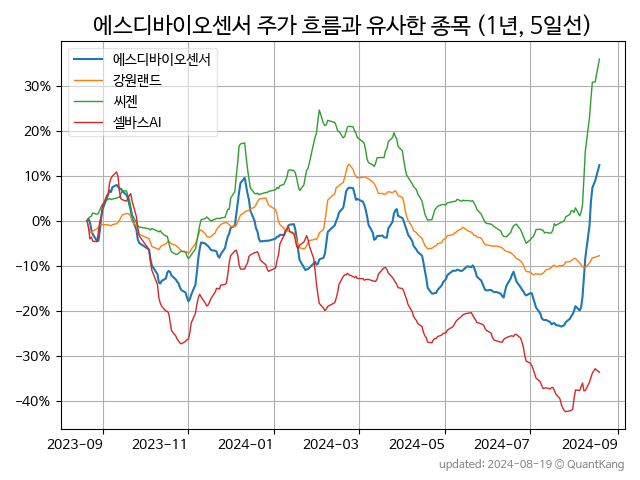 에스디바이오센서 주가 흐름과 유사한 종목 (1년, 5일선)
에스디바이오센서
강원랜드
씨젠
셀바스AI
30%
20%
10%
0%
−10%
−20%
−30%
−40%
2023-09 2023-11 2024-01 2024-03 2024-05 2024-07 2024-09
updated: 2024-08-19 © QuantKang